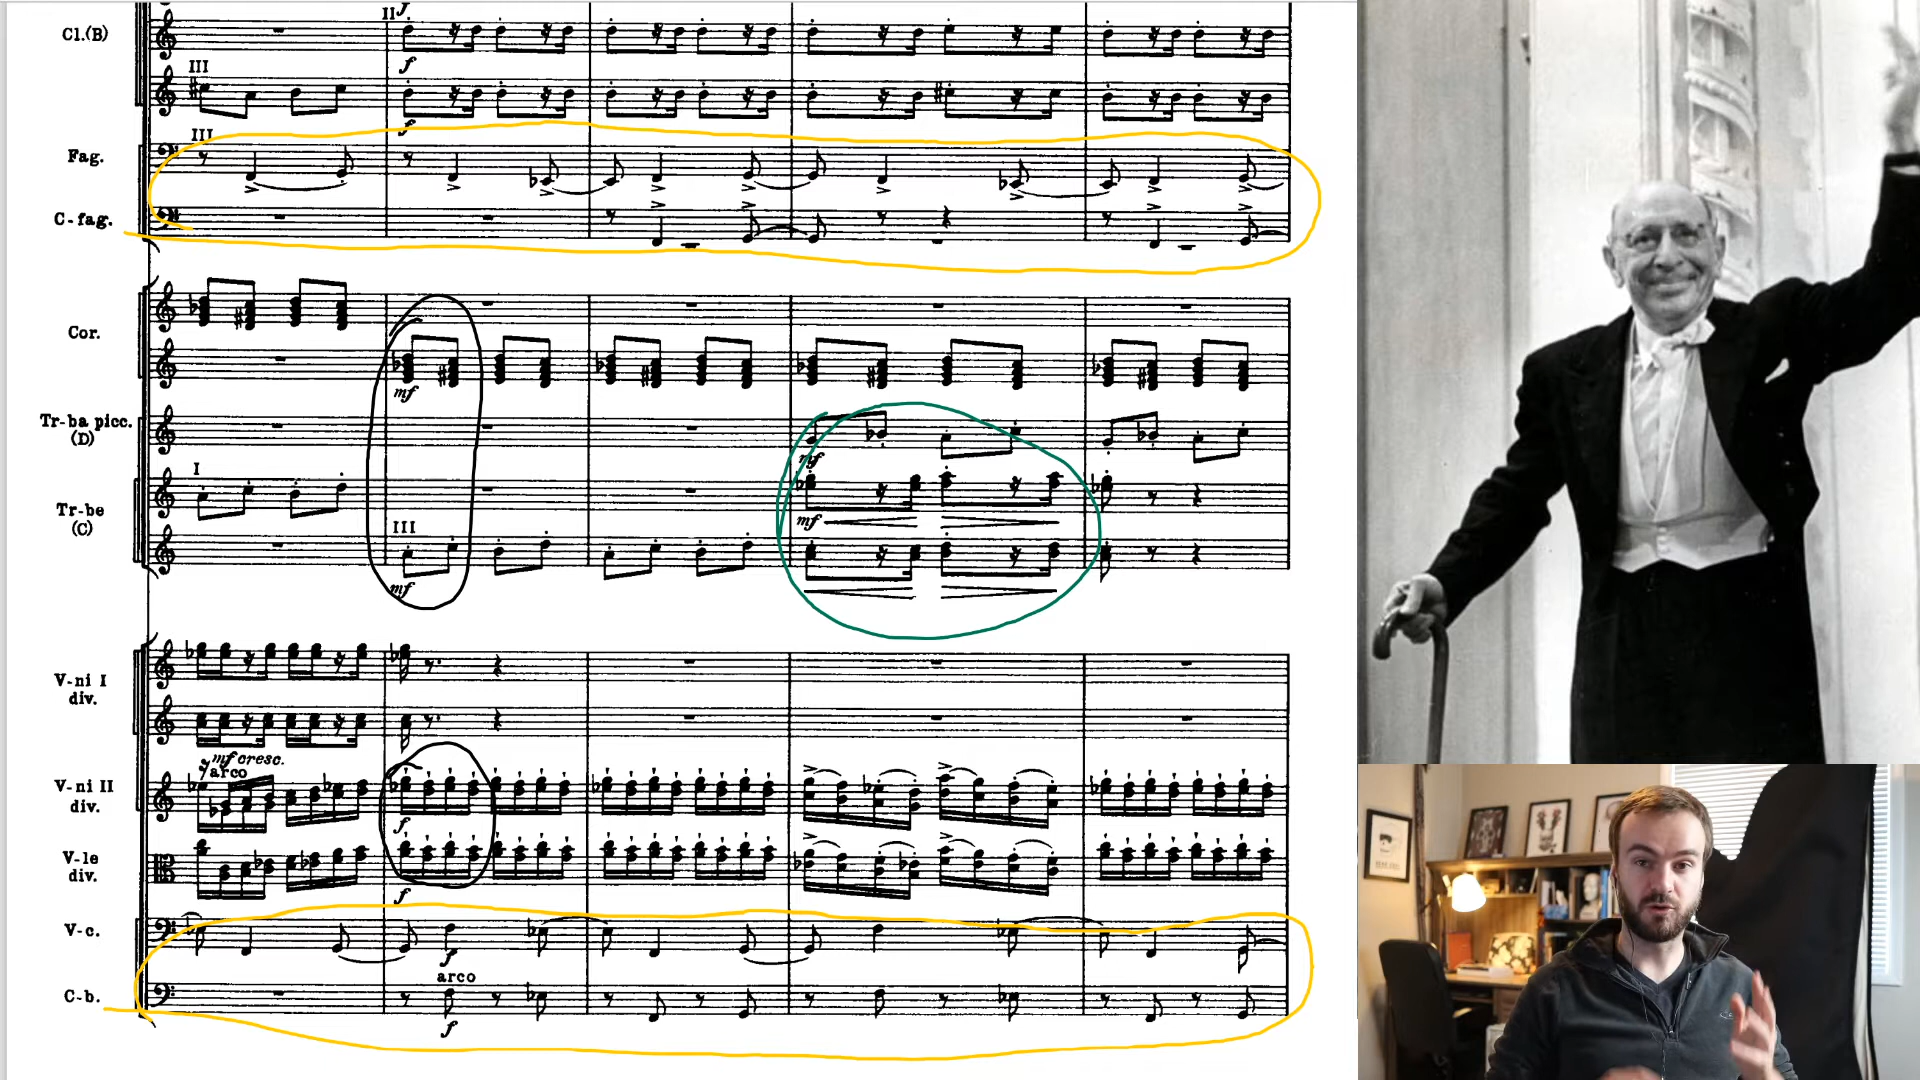 II f
Cl.(B)
f
III
f
III
Fag.
C-fag.
Cor.
mf
Tr-ba picc.
(D)
mf
I
Tr-be
(C)
mf
III
mf
V-ni I
div.
mf cresc.
arco
V-ni II
div.
f
V-le
div.
f
V-c.
f
arco
C-b.
f